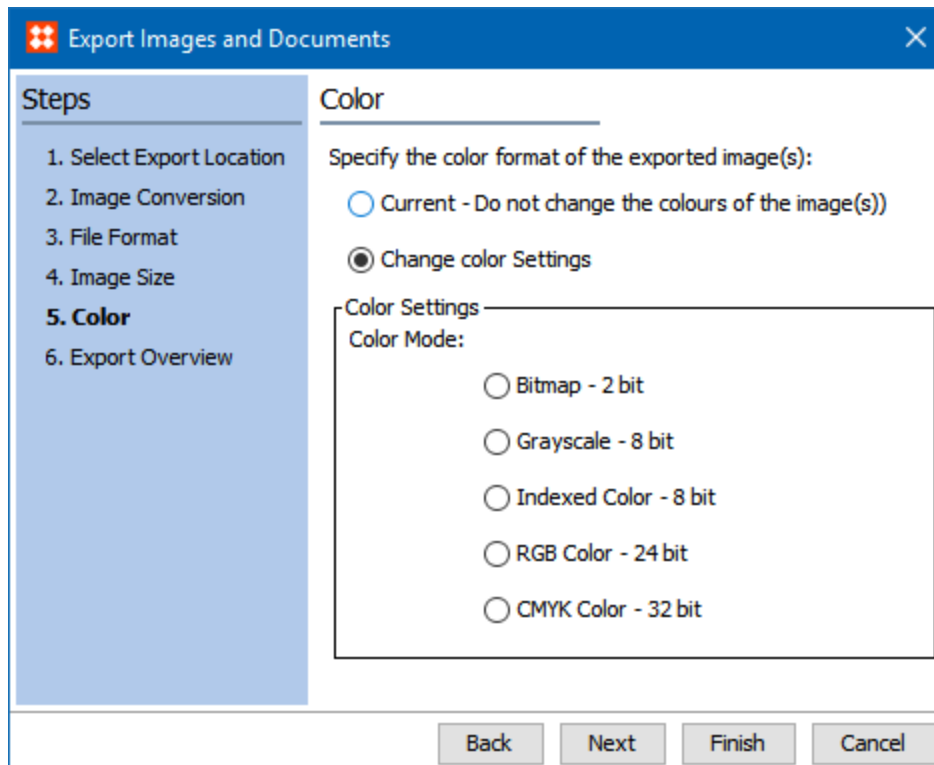 Export Images and Documents
Steps
1. Select Export Location
2. Image Conversion
3. File Format
4. Image Size
5. Color
6. Export Overview
Color
Specify the color format of the exported image(s):
Current - Do not change the colours of the image(s))
Change color Settings
Color Settings
Color Mode:
Bitmap - 2 bit
Grayscale - 8 bit
Indexed Color - 8 bit
RGB Color - 24 bit
CMYK Color - 32 bit
Back Next Finish Cancel